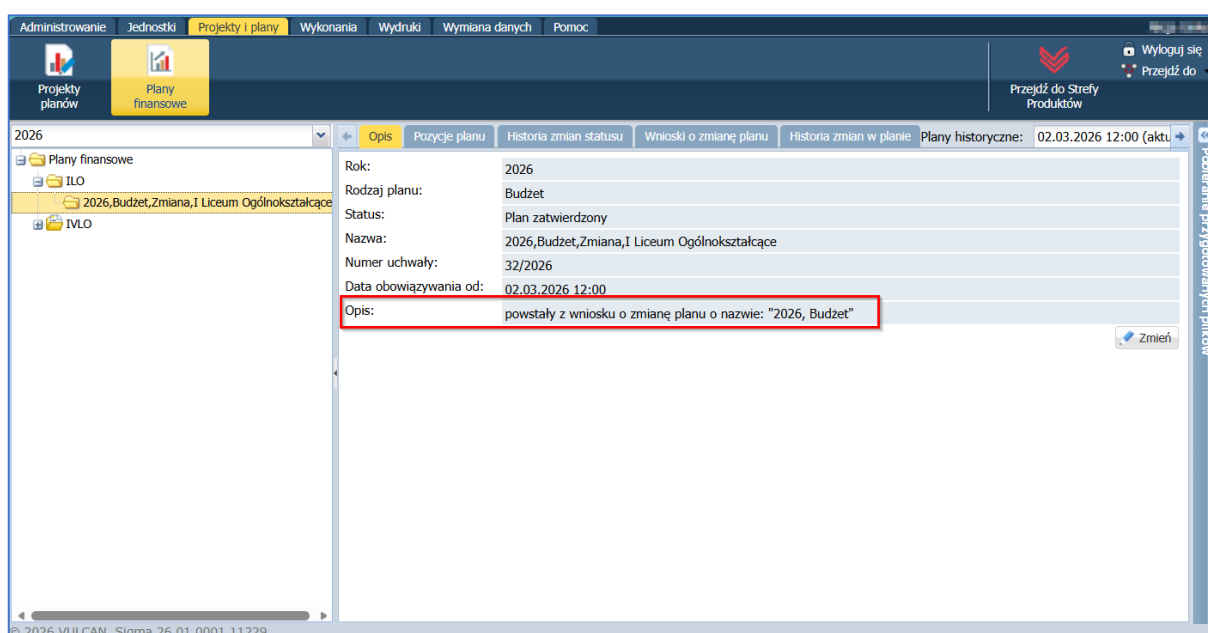 Administrowanie Jednostki Projekty i plany Wykonania Wydruki Wymiana danych Pomoc
Projekty planów
Plany finansowe
Przejdź do Strefy Produktów
Wyloguj się
Przejdź do
2026
Opis Pozycje planu Historia zmian statusu Wnioski o zmianę planu Historia zmian w planie Plany historyczne: 02.03.2026 12:00 (aktu
Plany finansowe
ILO
2026,Budżet,Zmiana,I Liceum Ogólnokształcące
IVLO
Rok: 2026
Rodzaj planu: Budżet
Status: Plan zatwierdzony
Nazwa: 2026,Budżet,Zmiana,I Liceum Ogólnokształcące
Numer uchwały: 32/2026
Data obowiązywania od: 02.03.2026 12:00
Opis: powstały z wniosku o zmianę planu o nazwie: "2026, Budżet"
Zmień
Pobieranie przygotowanych plików
© 2026 VULCAN, Sigma 26.01.0001.11229